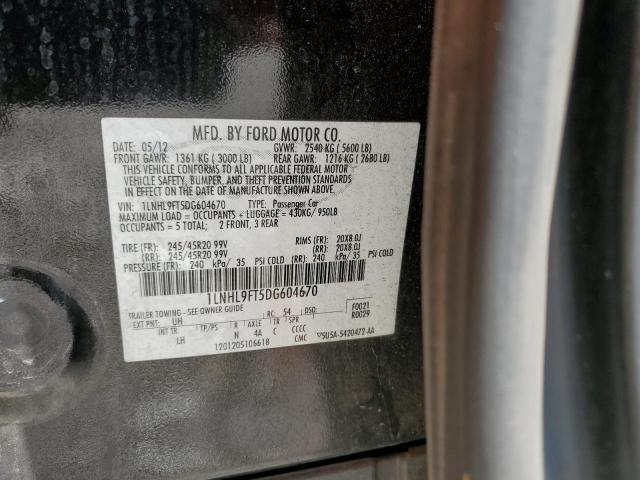 MFD. BY FORD MOTOR CO.
DATE: 05/12 GVWR: 2540 KG (5600 LB)
FRONT GAWR: 1361 KG (3000 LB) REAR GAWR: 1216 KG (2680 LB)
THIS VEHICLE CONFORMS TO ALL APPLICABLE FEDERAL MOTOR
VEHICLE SAFETY, BUMPER, AND THEFT PREVENTION STANDARDS
IN EFFECT ON THE DATE OF MANUFACTURE SHOWN ABOVE.
VIN: 1LNHL9FT5DG604670 TYPE: Passenger Car
MAXIMUM LOAD = OCCUPANTS + LUGGAGE = 430KG/ 950LB
OCCUPANTS = 5 TOTAL; 2 FRONT, 3 REAR
TIRE (FR): 245/45R20 99V RIMS (FR): 20X8.0J
(RR): 245/45R20 99V (RR): 20X8.0J
PRESSURE (FR): 240 kPa/ 35 PSI COLD (RR): 240 kPa/ 35 PSI COLD
1LNHL9FT5DG604670
TRAILER TOWING - SEE OWNER GUIDE
EXT PNT: UH RC: 54 F0021
R0029
INT TR TP/PS R AXLE TR SPR
LH N 4A C CCCC
1201205106618 CMC 5U5A-5420472-AA